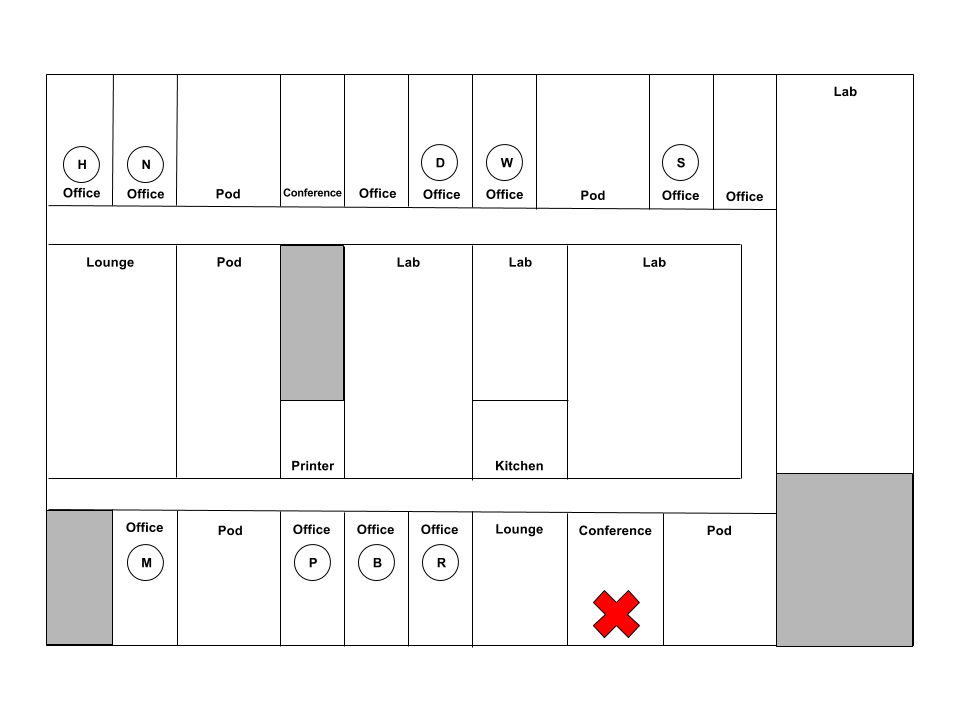 Lab
H
N
D
W
S
Office
Office
Pod
Conference
Office
Office
Office
Pod
Office
Office
Lounge
Pod
Lab
Lab
Lab
Printer
Kitchen
Office
Pod
Office
Office
Office
Lounge
Conference
Pod
M
P
B
R